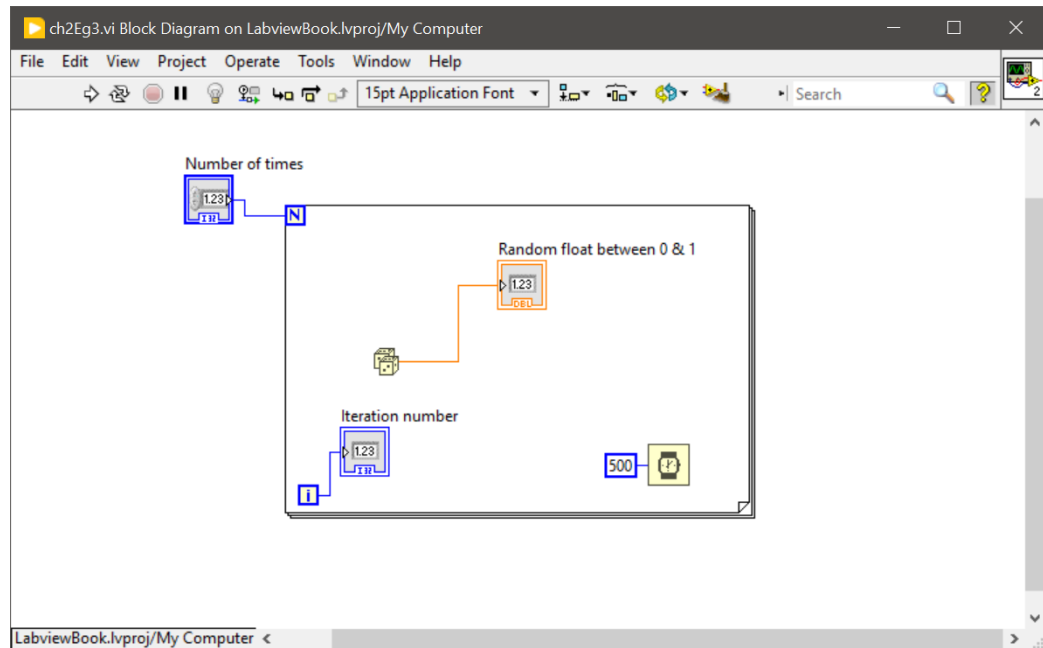 ch2Eg3.vi Block Diagram on LabviewBook.lvproj/My Computer
File Edit View Project Operate Tools Window Help
15pt Application Font
Search
2
Number of times
1.23
I32
N
Random float between 0 & 1
1.23
DBL
Iteration number
1.23
I32
500
i
LabviewBook.lvproj/My Computer